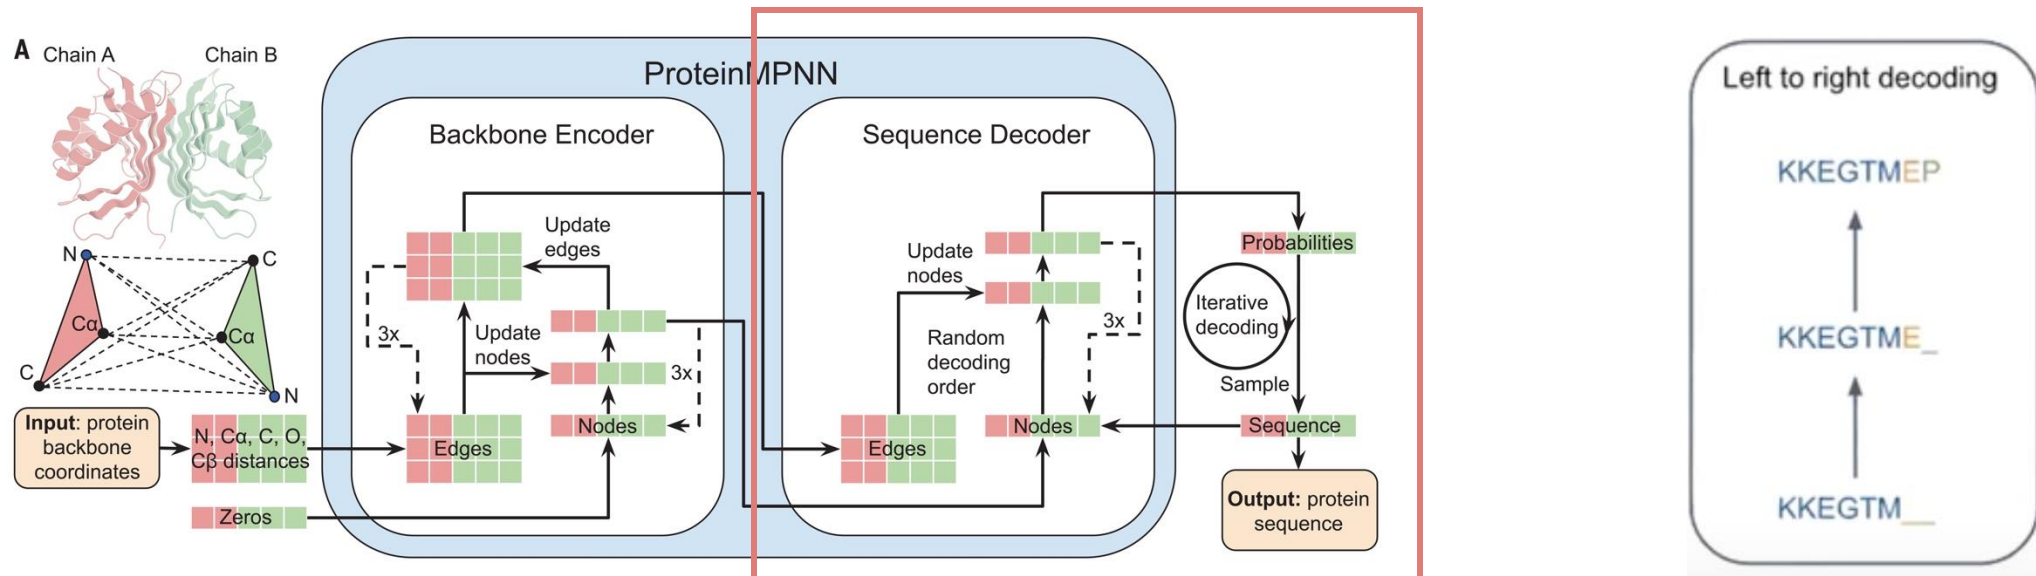 A
Chain A
Chain B
N
C
Cα
Cα
C
N
Input: protein
backbone
coordinates
N, Cα, C, O,
Cβ distances
Zeros
ProteinMPNN
Backbone Encoder
Update
edges
3x
Update
nodes
3x
Edges
Nodes
Sequence Decoder
Update
nodes
Random
decoding
order
3x
Edges
Nodes
Probabilities
Iterative
decoding
Sample
Sequence
Output: protein
sequence
Left to right decoding
KKEGTMEP
KKEGTME_
KKEGTM__